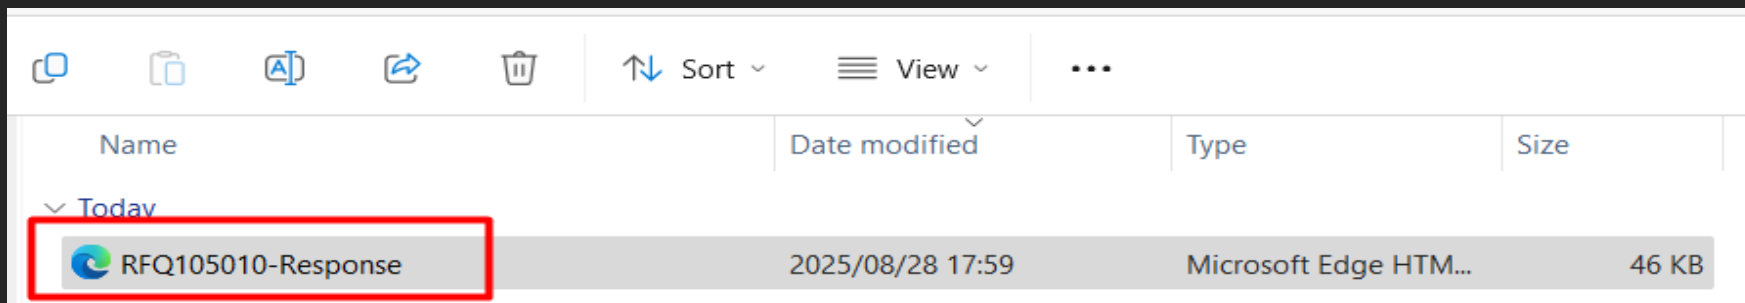 Sort View
Name Date modified Type Size
Today
RFQ105010-Response 2025/08/28 17:59 Microsoft Edge HTM... 46 KB